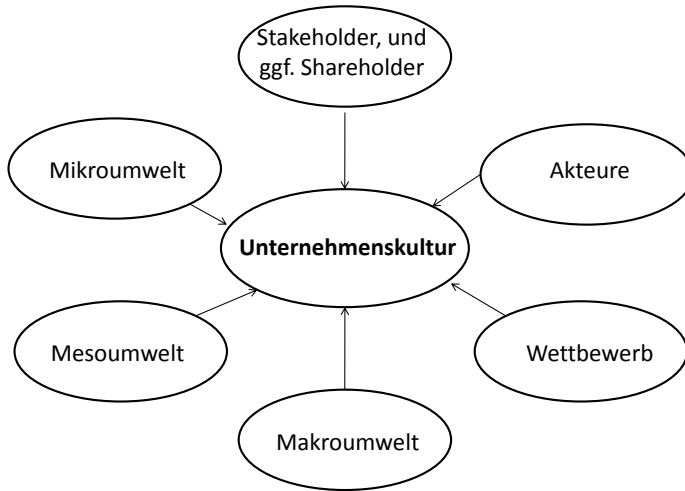 Stakeholder, und
ggf. Shareholder
Mikroumwelt
Akteure
Unternehmenskultur
Mesoumwelt
Wettbewerb
Makroumwelt